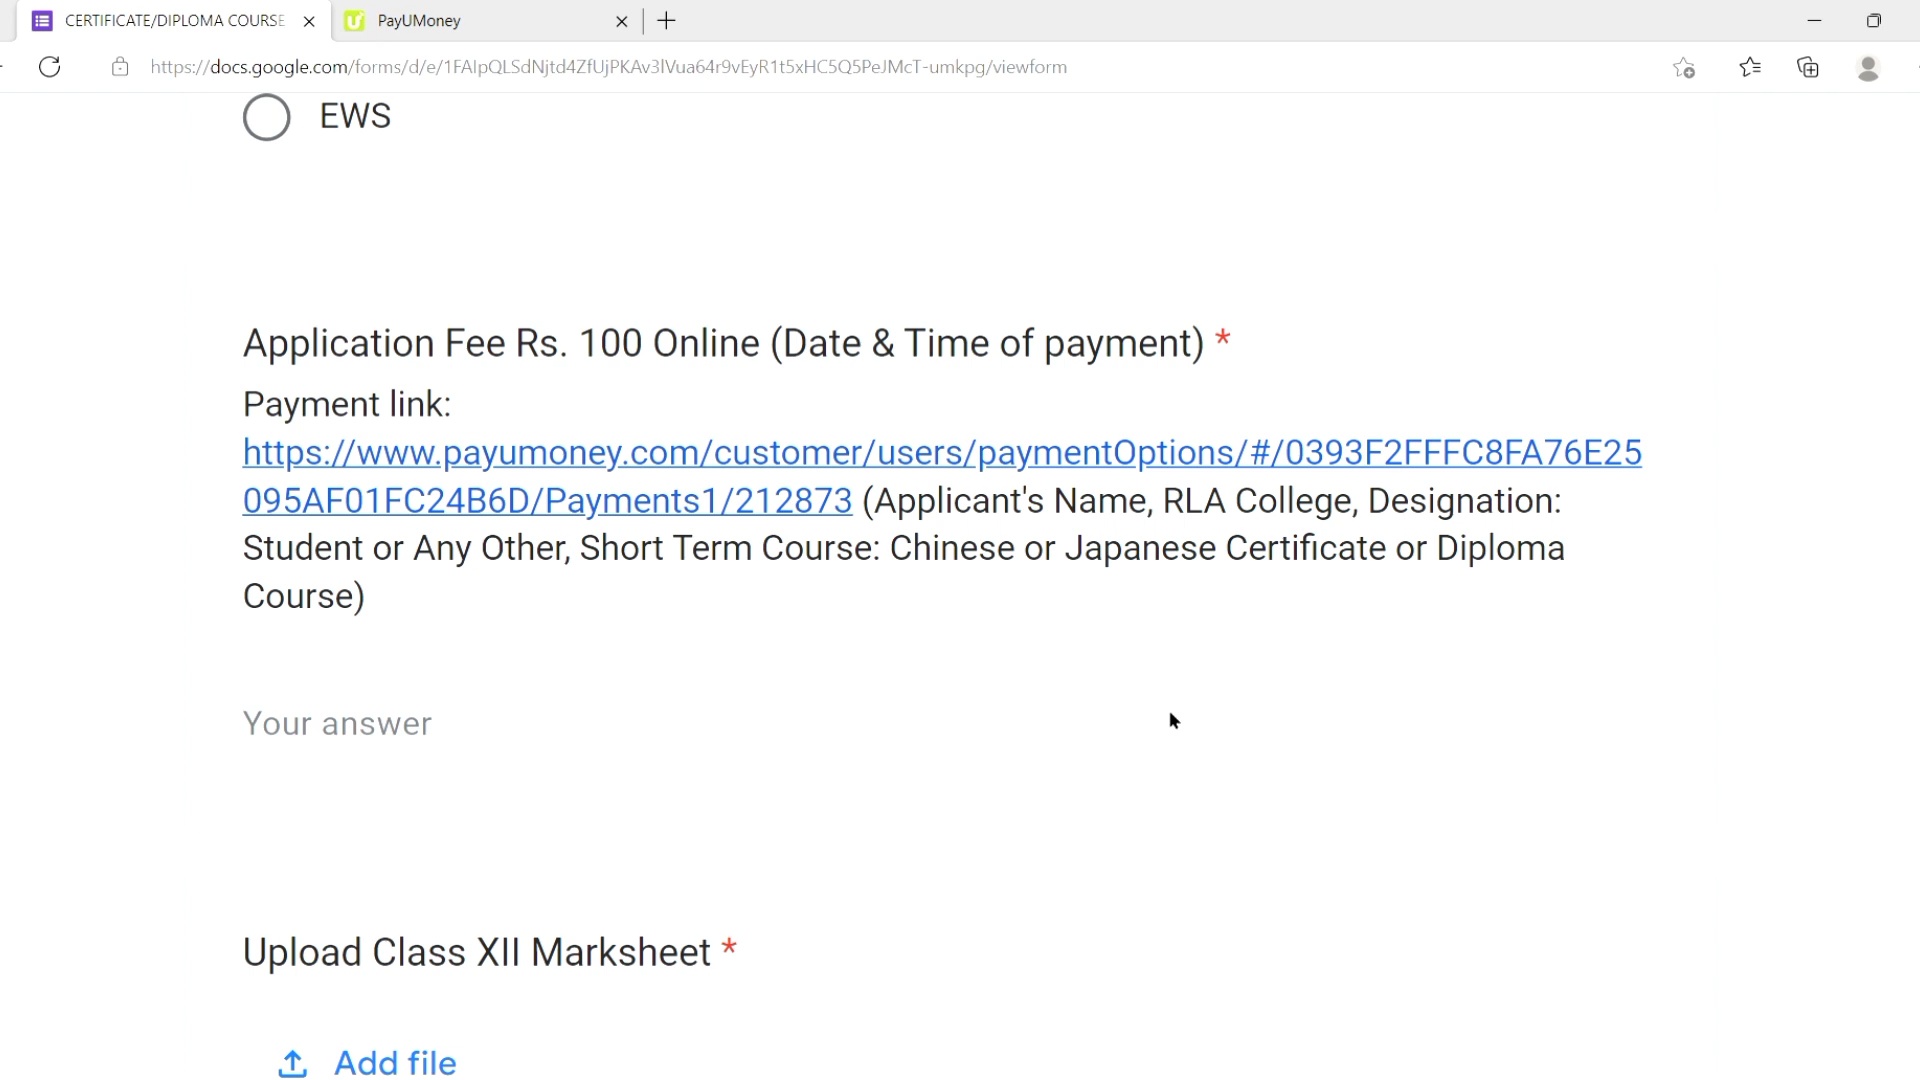 CERTIFICATE/DIPLOMA COURSE
PayUMoney
https://docs.google.com/forms/d/e/1FAIpQLSdNjtd4ZfUjPKAv3lVua64r9vEyR1t5xHC5Q5PeJMcT-umkpg/viewform
EWS
Application Fee Rs. 100 Online (Date & Time of payment) *
Payment link:
https://www.payumoney.com/customer/users/paymentOptions/#/0393F2FFFC8FA76E25
095AF01FC24B6D/Payments1/212873 (Applicant's Name, RLA College, Designation:
Student or Any Other, Short Term Course: Chinese or Japanese Certificate or Diploma
Course)
Your answer
Upload Class XII Marksheet *
Add file